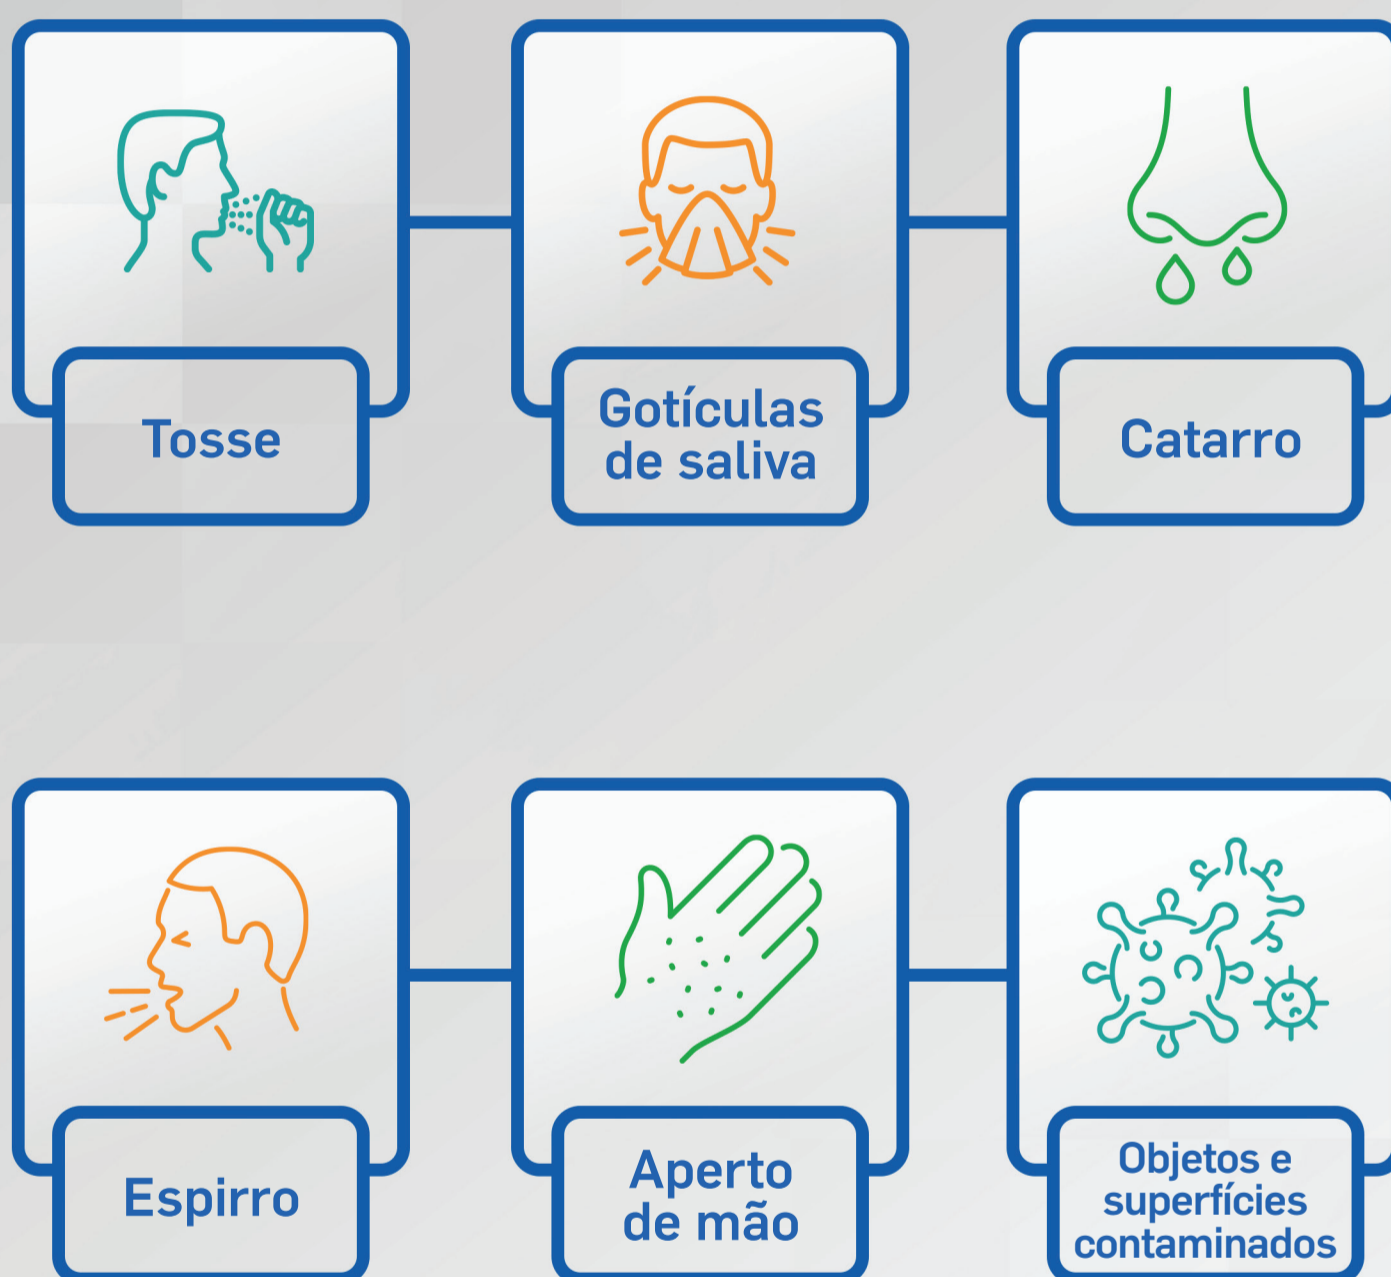 Tosse
Gotículas
de saliva
Catarro
Espirro
Aperto
de mão
Objetos e
superfícies
contaminados